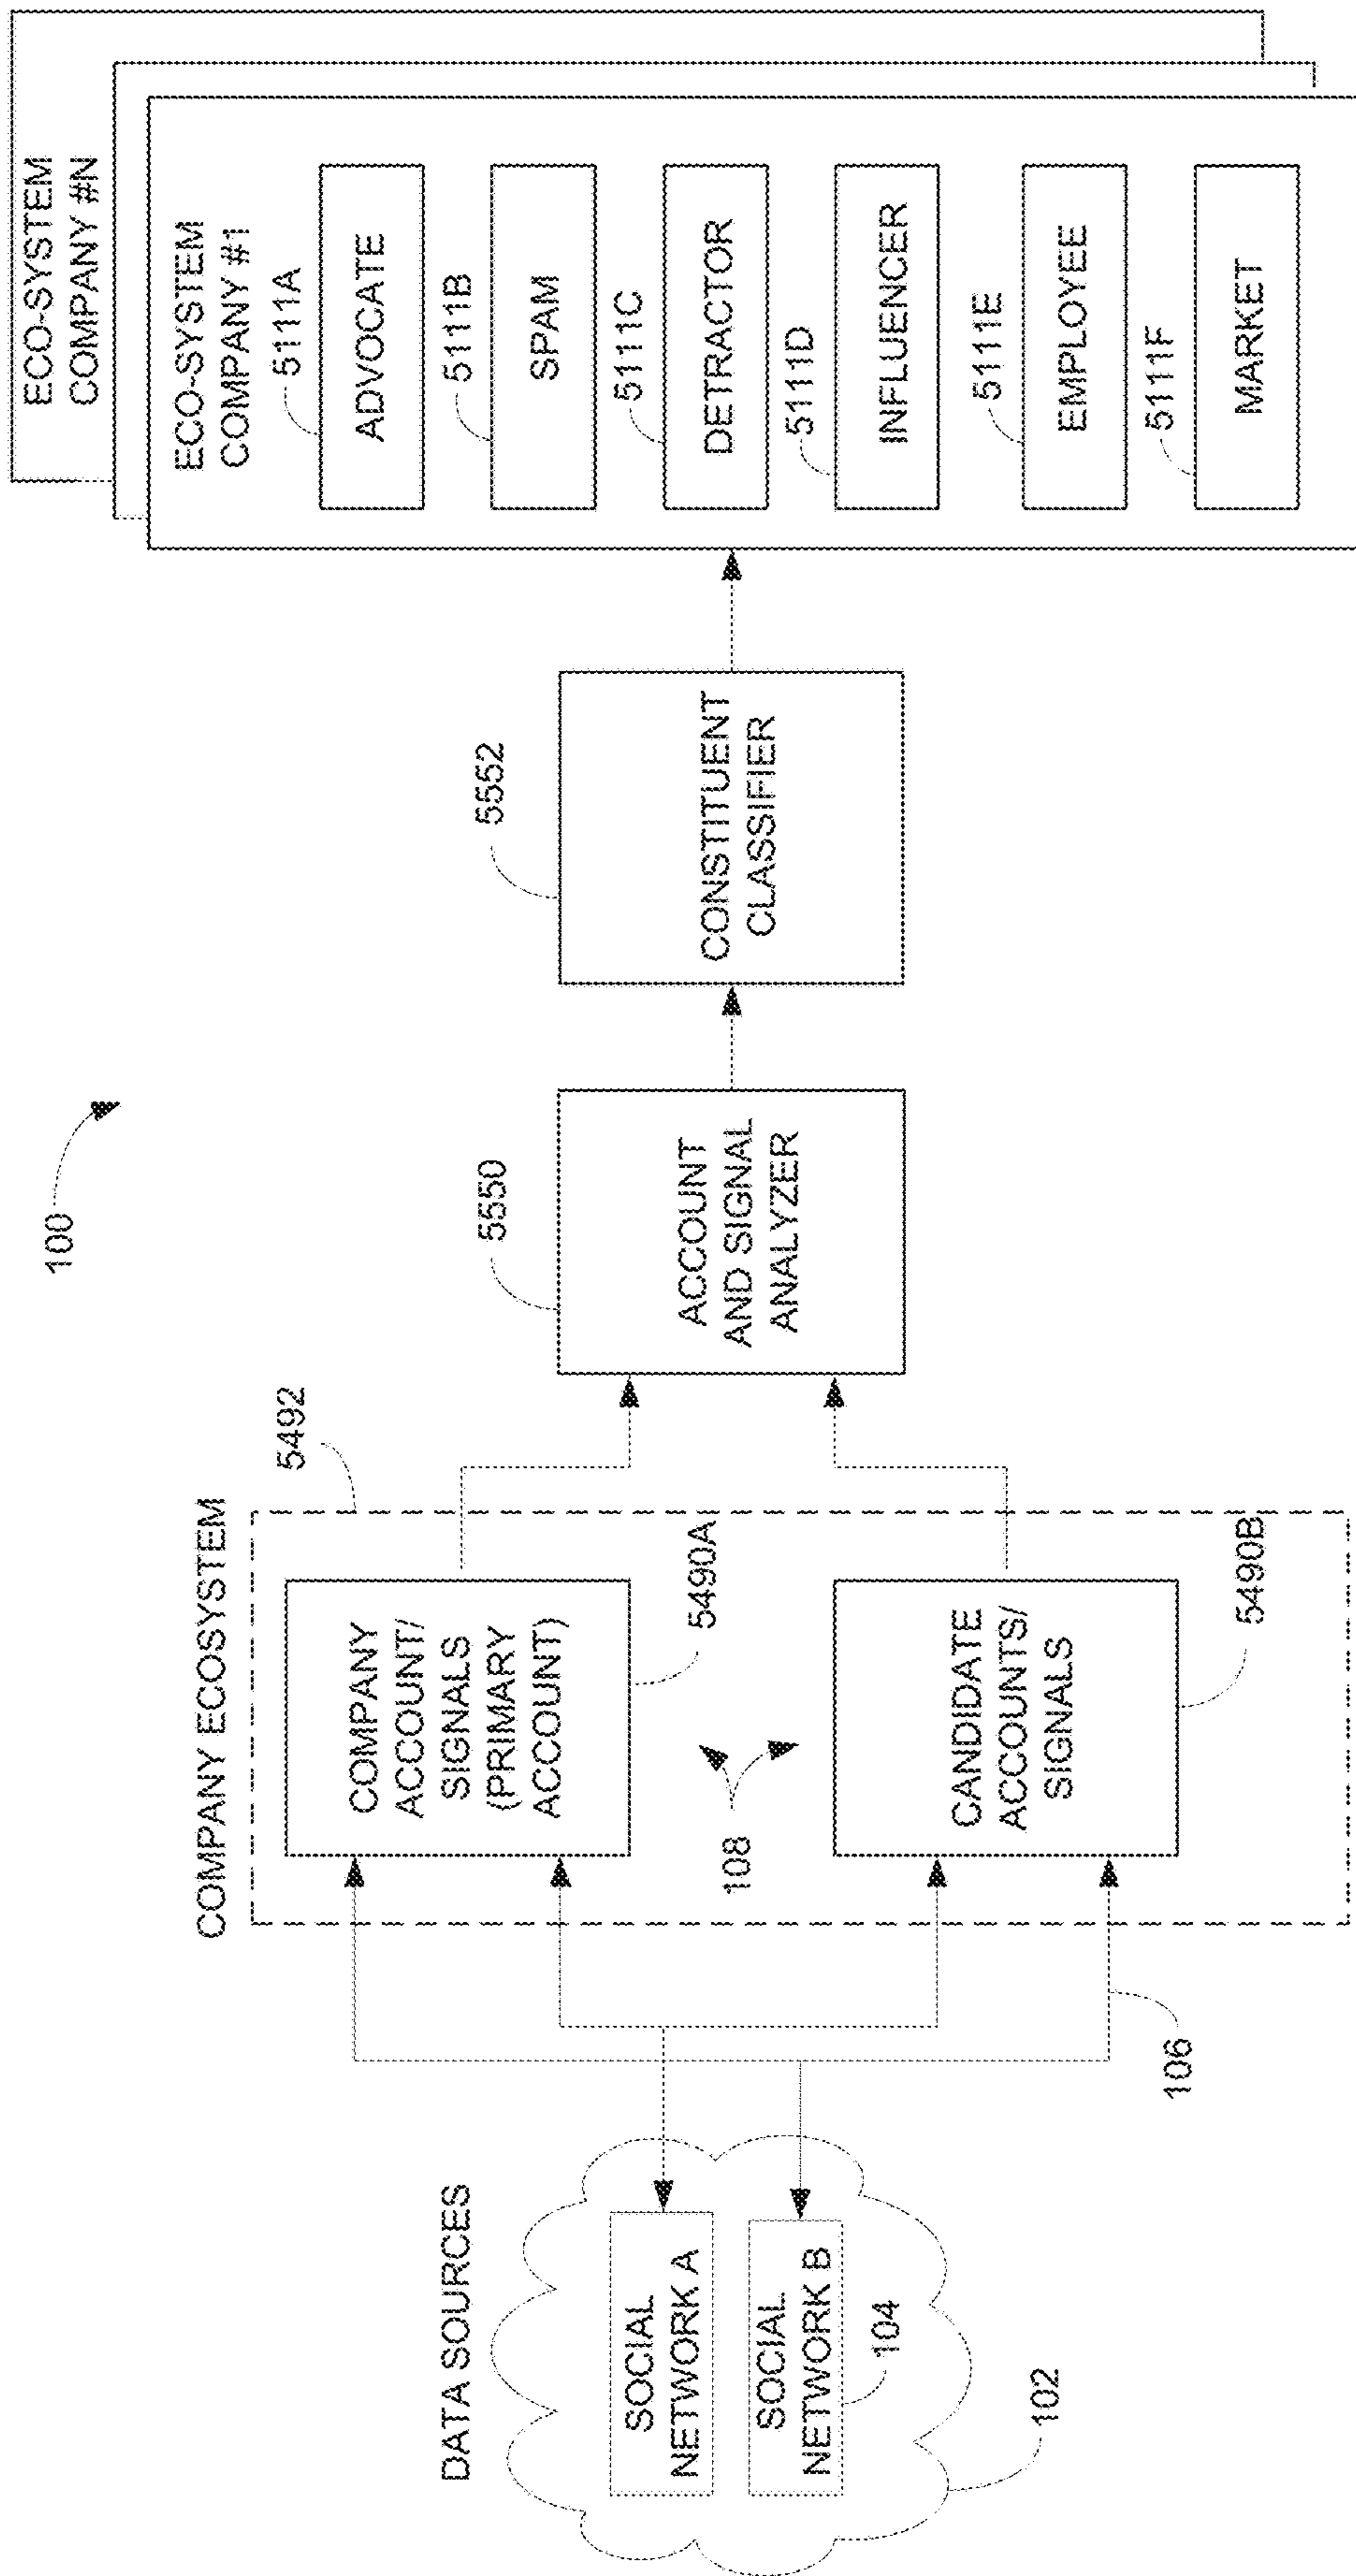 100
DATA SOURCES
SOCIAL
NETWORK A
SOCIAL
NETWORK B
104
102
106
COMPANY ECOSYSTEM
5492
COMPANY
ACCOUNT/
SIGNALS
(PRIMARY
ACCOUNT)
5490A
108
CANDIDATE
ACCOUNTS/
SIGNALS
5490B
5550
ACCOUNT
AND SIGNAL
ANALYZER
5552
CONSTITUENT
CLASSIFIER
ECO-SYSTEM
COMPANY #N
ECO-SYSTEM
COMPANY #1
5111A
ADVOCATE
5111B
SPAM
5111C
DETRACTOR
5111D
INFLUENCER
5111E
EMPLOYEE
5111F
MARKET